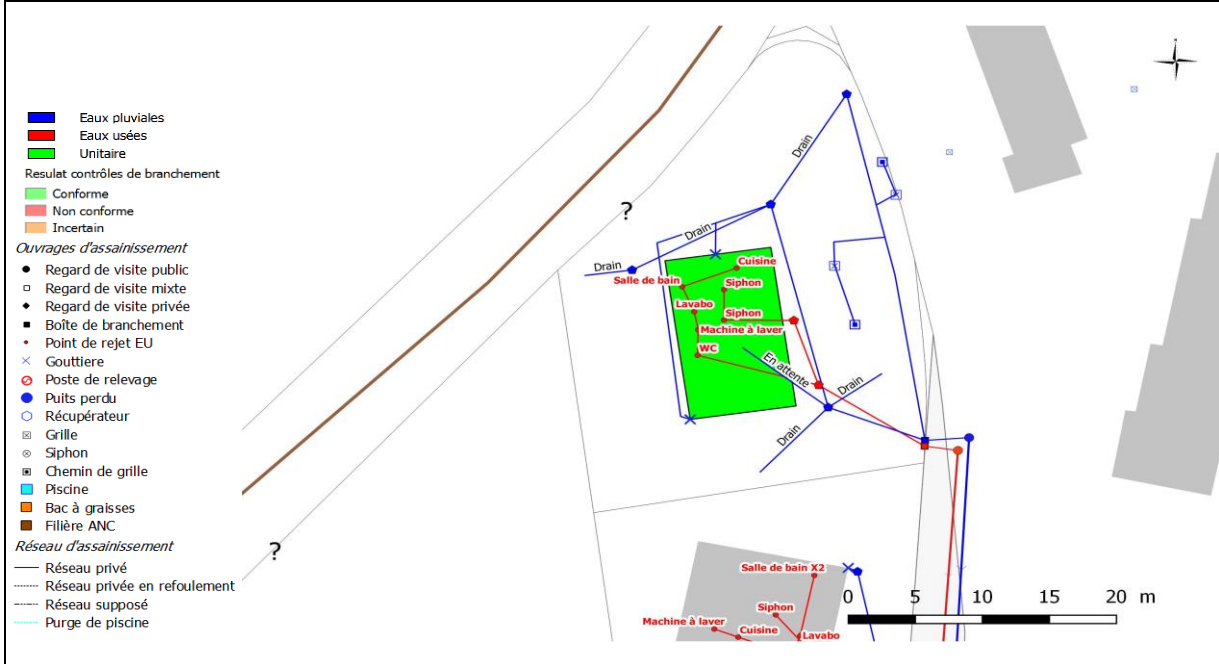 Eaux pluviales
Eaux usées
Unitaire
Resulat contrôles de branchement
Conforme
Non conforme
Incertain
Ouvrages d'assainissement
Regard de visite public
Regard de visite mixte
Regard de visite privée
Boîte de branchement
Point de rejet EU
Gouttiere
Poste de relevage
Puits perdu
Récupérateur
Grille
Siphon
Chemin de grille
Piscine
Bac à graisses
Filière ANC
Réseau d'assainissement
Réseau privé
Réseau privée en refoulement
Réseau supposé
Purge de piscine
Drain
?
Drain
Drain
Cuisine
Salle de bain
Siphon
Lavabo
Siphon
Machine à laver
WC
En attente
Drain
Drain
?
Salle de bain X2
Siphon
Machine à laver
Cuisine
Lavabo
0 5 10 15 20 m